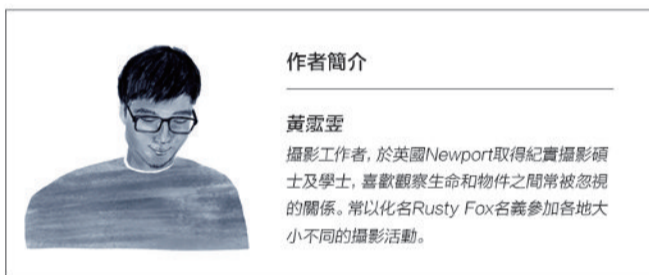 作者簡介
黃霐雯
攝影工作者，於英國Newport取得紀實攝影碩
士及學士，喜歡觀察生命和物件之間常被忽視
的關係。常以化名Rusty Fox名義參加各地大
小不同的攝影活動。